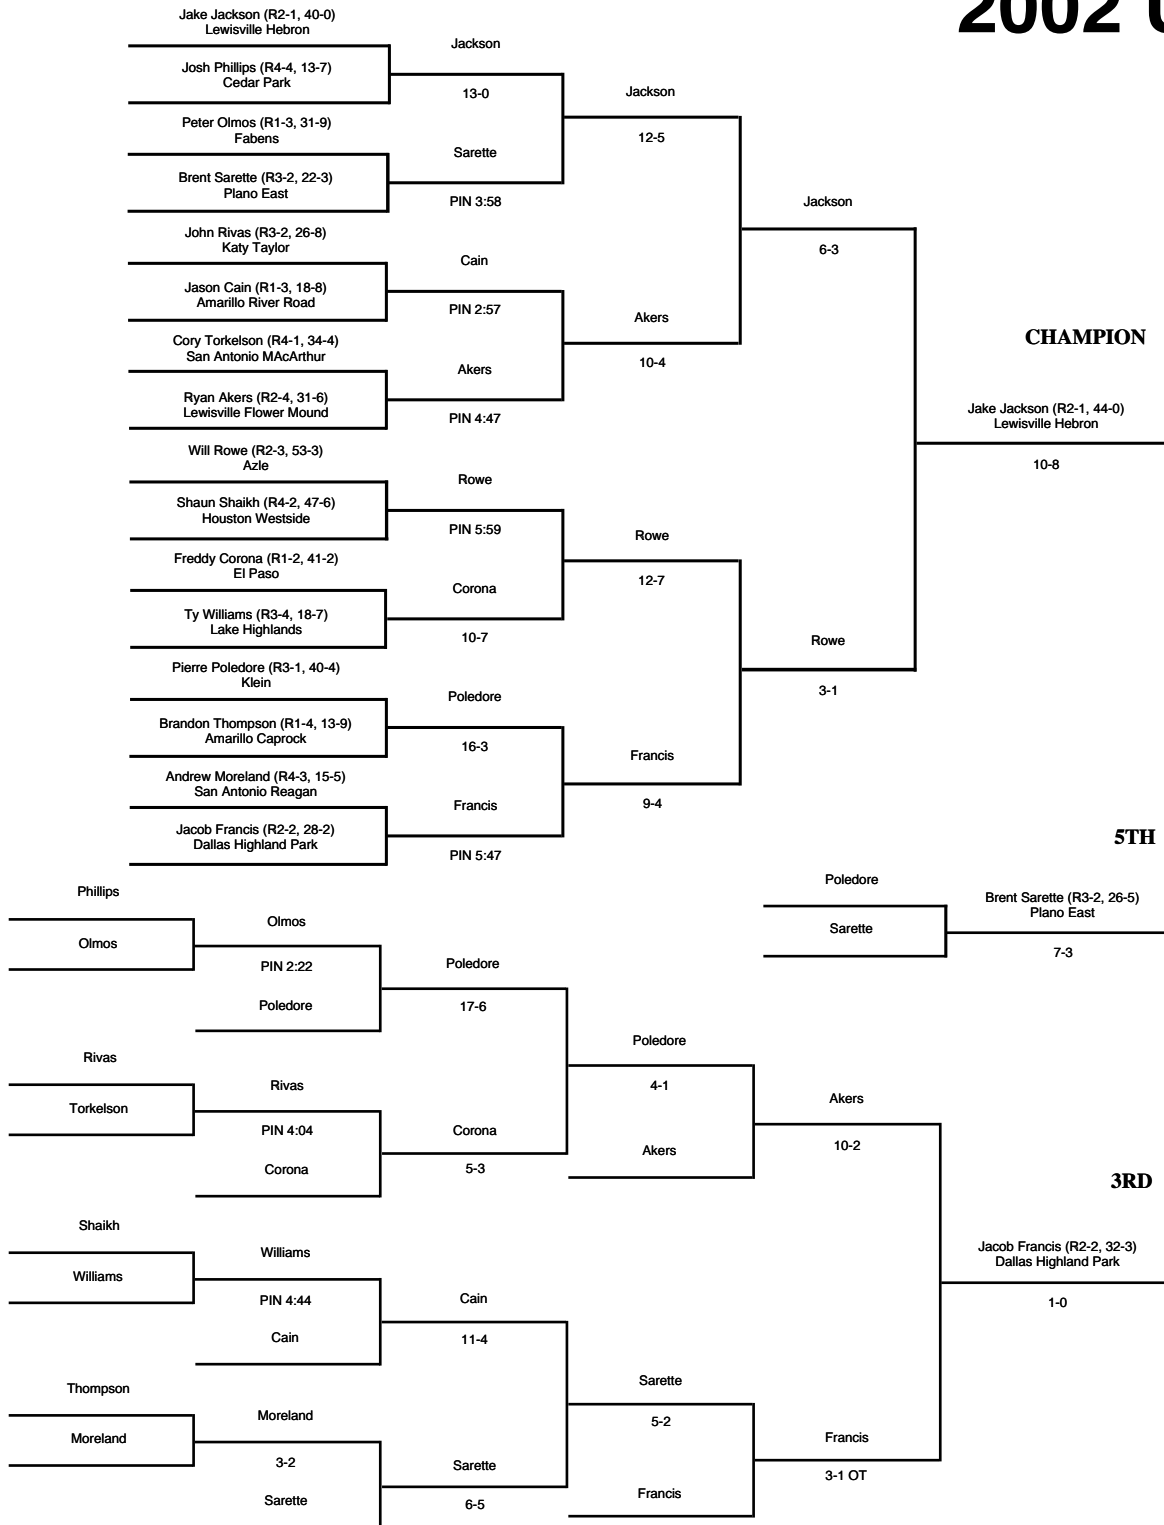 2002 U
Jake Jackson (R2-1, 40-0)
Lewisville Hebron
Josh Phillips (R4-4, 13-7)
Cedar Park
Peter Olmos (R1-3, 31-9)
Fabens
Brent Sarette (R3-2, 22-3)
Plano East
John Rivas (R3-2, 26-8)
Katy Taylor
Jason Cain (R1-3, 18-8)
Amarillo River Road
Cory Torkelson (R4-1, 34-4)
San Antonio MAcArthur
Ryan Akers (R2-4, 31-6)
Lewisville Flower Mound
Will Rowe (R2-3, 53-3)
Azle
Shaun Shaikh (R4-2, 47-6)
Houston Westside
Freddy Corona (R1-2, 41-2)
El Paso
Ty Williams (R3-4, 18-7)
Lake Highlands
Pierre Poledore (R3-1, 40-4)
Klein
Brandon Thompson (R1-4, 13-9)
Amarillo Caprock
Andrew Moreland (R4-3, 15-5)
San Antonio Reagan
Jacob Francis (R2-2, 28-2)
Dallas Highland Park
Jackson
13-0
Sarette
PIN 3:58
Cain
PIN 2:57
Akers
PIN 4:47
Rowe
PIN 5:59
Corona
10-7
Poledore
16-3
Francis
PIN 5:47
Jackson
12-5
Akers
10-4
Rowe
12-7
Francis
9-4
Jackson
6-3
Rowe
3-1
CHAMPION
Jake Jackson (R2-1, 44-0)
Lewisville Hebron
10-8
5TH
Poledore
Sarette
Brent Sarette (R3-2, 26-5)
Plano East
7-3
Phillips
Olmos
Rivas
Torkelson
Shaikh
Williams
Thompson
Moreland
Olmos
PIN 2:22
Poledore
Rivas
PIN 4:04
Corona
Williams
PIN 4:44
Cain
Moreland
3-2
Sarette
Poledore
17-6
Corona
5-3
Cain
11-4
Sarette
6-5
Poledore
4-1
Akers
Sarette
5-2
Francis
Akers
10-2
Francis
3-1 OT
3RD
Jacob Francis (R2-2, 32-3)
Dallas Highland Park
1-0